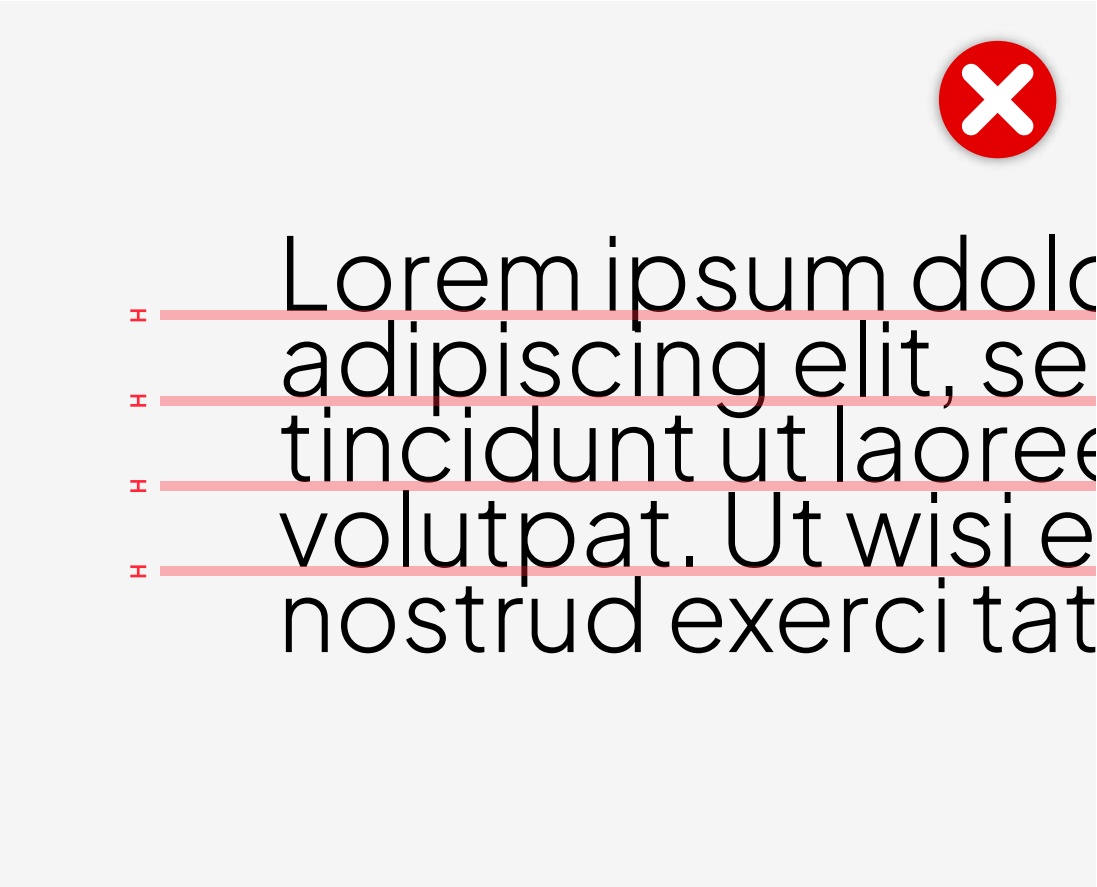 Lorem ipsum dolo
adipiscing elit, se
tincidunt ut laoree
volutpat. Ut wisi e
nostrud exerci tat